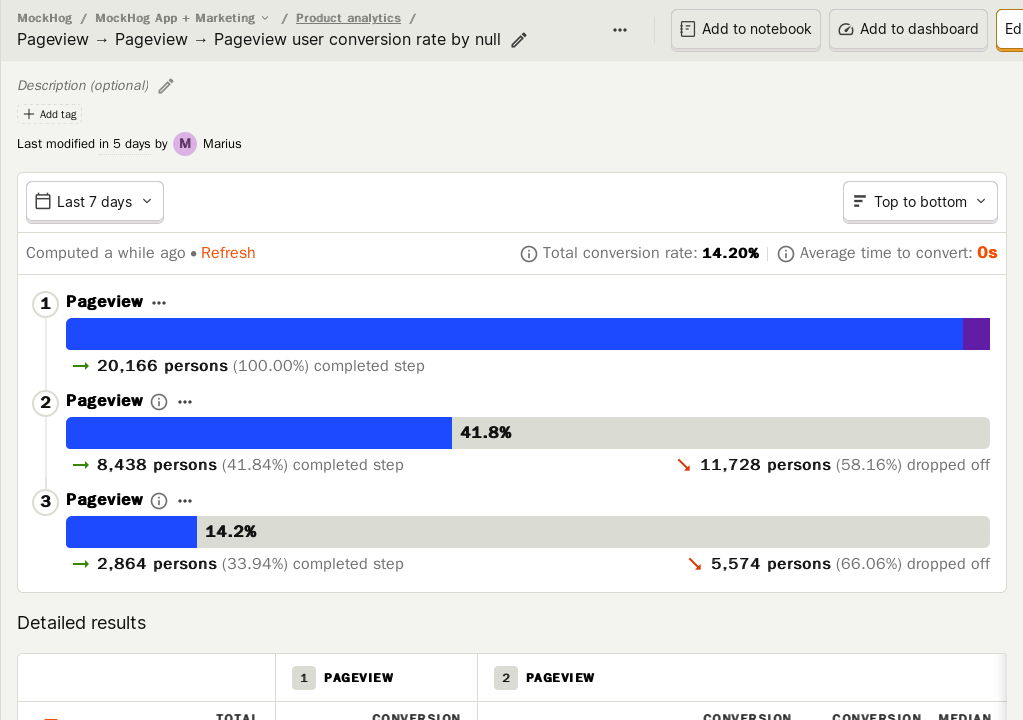 MockHog / MockHog App + Marketing / Product analytics /
Pageview → Pageview → Pageview user conversion rate by null
Add to notebook
Add to dashboard
Ed
Description (optional)
Add tag
Last modified in 5 days by M Marius
Last 7 days
Top to bottom
Computed a while ago • Refresh
Total conversion rate: 14.20%
Average time to convert: 0s
1 Pageview
→ 20,166 persons (100.00%) completed step
2 Pageview
41.8%
→ 8,438 persons (41.84%) completed step
↘ 11,728 persons (58.16%) dropped off
3 Pageview
14.2%
→ 2,864 persons (33.94%) completed step
↘ 5,574 persons (66.06%) dropped off
Detailed results
1 PAGEVIEW
2 PAGEVIEW
TOTAL CONVERSION CONVERSION CONVERSION MEDIAN